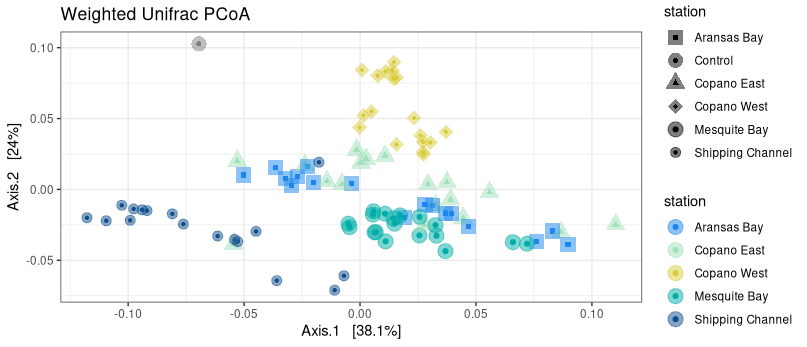 Weighted Unifrac PCoA
0.10
0.05
0.00
-0.05
Axis.2 [24%]
-0.10
-0.05
0.00
0.05
0.10
Axis.1 [38.1%]
station
Aransas Bay
Control
Copano East
Copano West
Mesquite Bay
Shipping Channel
station
Aransas Bay
Copano East
Copano West
Mesquite Bay
Shipping Channel